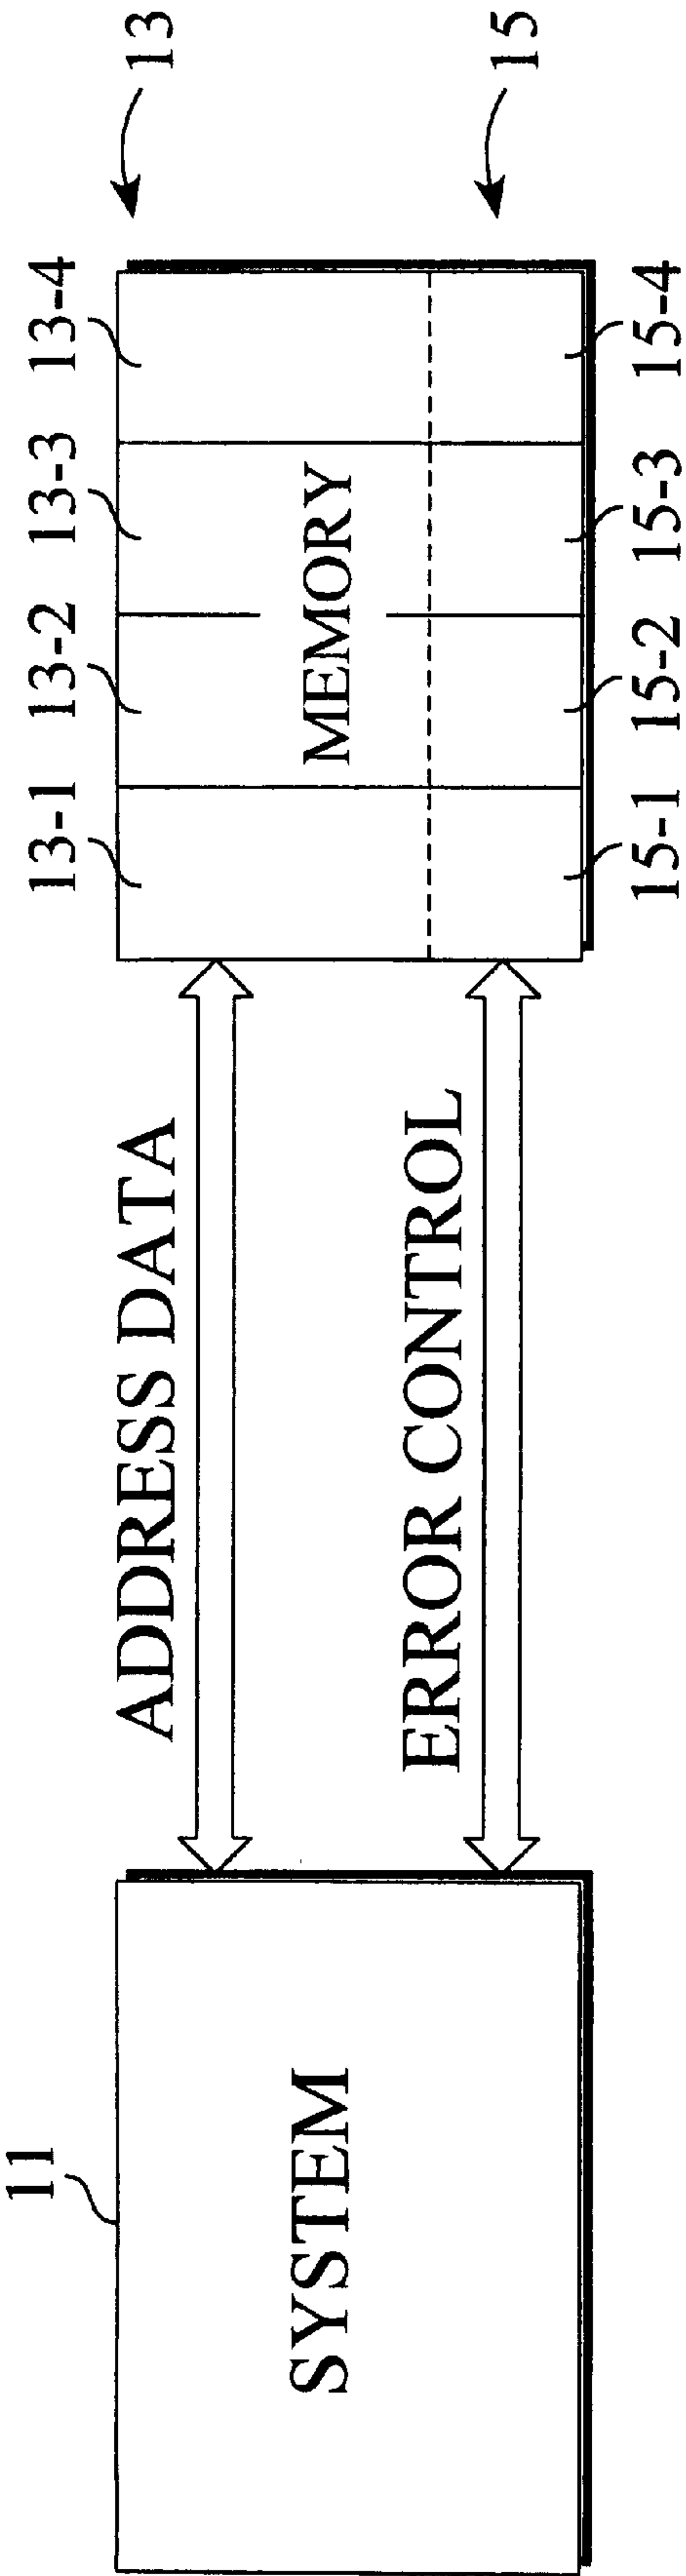 13-1 13-2 13-3 13-4
13
11
ADDRESS DATA
SYSTEM
MEMORY
ERROR CONTROL
15
15-1 15-2 15-3 15-4